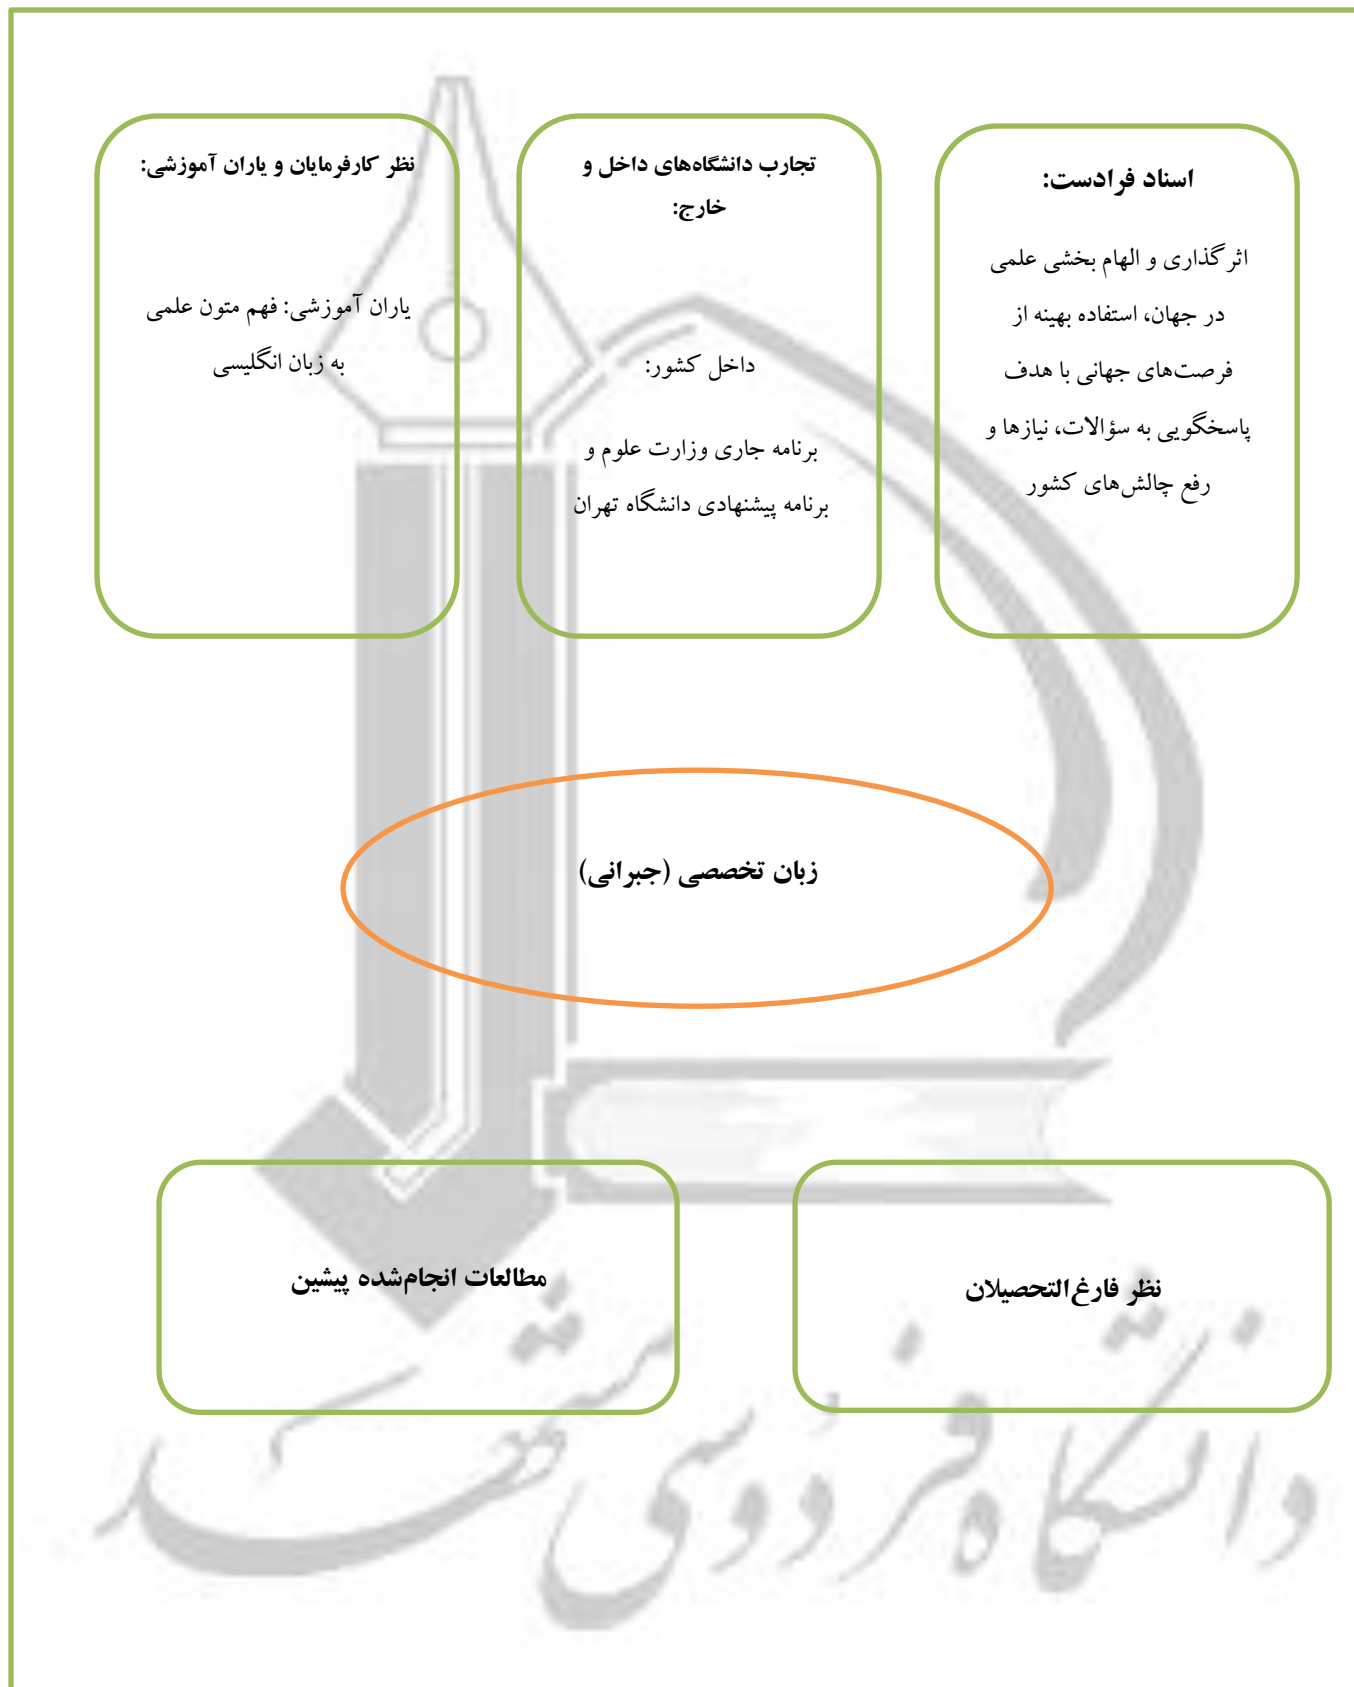 اسناد فرادست:
اثرگذاری و الهام بخشی علمی
در جهان، استفاده بهینه از
فرصت‌های جهانی با هدف
پاسخگویی به سؤالات، نیازها و
رفع چالش‌های کشور
تجارب دانشگاه‌های داخل و
خارج:
داخل کشور:
برنامه جاری وزارت علوم و
برنامه پیشنهادی دانشگاه تهران
نظر کارفرمایان و یاران آموزشی:
یاران آموزشی: فهم متون علمی
به زبان انگلیسی
زبان تخصصی (جبرانی)
نظر فارغ‌التحصیلان
مطالعات انجام‌شده پیشین
دانشگاه فردوسی مشهد